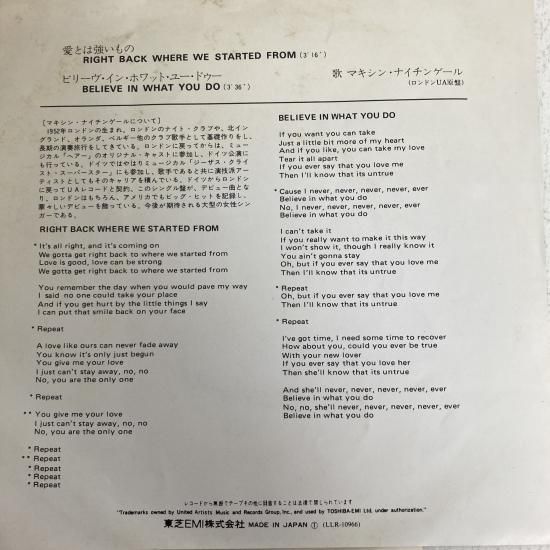 愛とは強いもの
RIGHT BACK WHERE WE STARTED FROM (3'16")
ビリーヴ・イン・ホワット・ユー・ドゥー
BELIEVE IN WHAT YOU DO (3'36")
歌 マキシン・ナイチンゲール
(ロンドンUA原盤)
[マキシン・ナイチンゲールについて]
1952年ロンドンの生まれ。ロンドンのナイト・クラブや、北イン
グランド、オランダ、ベルギー他のクラブ歌手として基礎作りをし、
長期の演奏旅行をしてきている。ロンドンに戻ってからは、ミュー
ジカル「ヘアー」のオリジナル・キャストに参加し、ドイツ公演に
も行っている。ドイツではやはりミュージカル「ジーザス・クライ
スト・スーパースター」にも参加し、歌手であると共に演技派アー
ティストとしてもそのキャリアを積んでいる。ドイツからロンドン
に戻ってUAレコードと契約、このシングル盤が、デビュー曲とな
り、ロンドンはもちろん、アメリカでもビッグ・ヒットを記録し、
華々しいデビューを飾っている。今後が期待される大型の女性シン
ガーである。
RIGHT BACK WHERE WE STARTED FROM
* It's all right, and it's coming on
We gotta get right back to where we started from
Love is good, love can be strong
We gotta get right back to where we started from
You remember the day when you would pave my way
I said no one could take your place
And if you get hurt by the little things I say
I can put that smile back on your face
* Repeat
A love like ours can never fade away
You know it's only just begun
You give me your love
I just can't stay away, no, no
No, you are the only one
* Repeat
** You give me your love
I just can't stay away, no, no
No, you are the only one
* Repeat
** Repeat
* Repeat
* Repeat
* Repeat
BELIEVE IN WHAT YOU DO
If you want you can take
Just a little bit more of my heart
And if you like, you can take my love
Tear it all apart
If you ever say that you love me
Then I'll know that its untrue
* Cause I never, never, never, never, ever
Believe in what you do
No, I never, never, never, never, ever
Believe in what you do
I can't take it
If you really want to make it this way
I won't show it, though I really know it
You ain't gonna stay
Oh, but if you ever say that you love me
Then I'll know that its untrue
* Repeat
Oh, but if you ever say that you love me
Then I'll know that its untrue
* Repeat
I've got time, I need some time to recover
How about you, could you ever be true
With your new lover
If you ever say that you love her
Then she'll know that its untrue
And she'll never, never, never, never, ever
Believe in what you do
No, no, she'll never, never, never, never, ever
Believe in what you do
レコードから無断でテープその他に録音することは法律で禁じられています
"Trademarks owned by United Artists Music and Records Group, Inc., and used by TOSHIBA-EMI Ltd. under authorization."
東芝EMI株式会社 MADE IN JAPAN ① (LLR-10966)